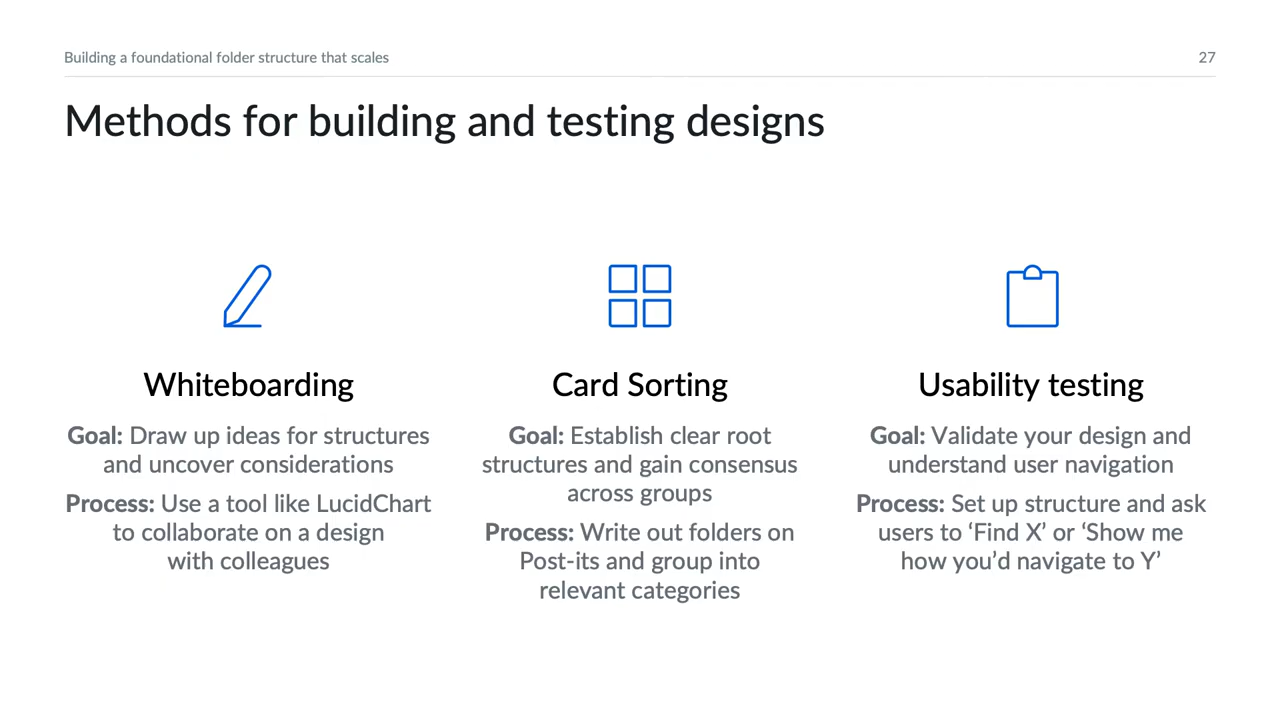 Building a foundational folder structure that scales
27
Methods for building and testing designs
Whiteboarding
Goal: Draw up ideas for structures
and uncover considerations
Process: Use a tool like LucidChart
to collaborate on a design
with colleagues
Card Sorting
Goal: Establish clear root
structures and gain consensus
across groups
Process: Write out folders on
Post-its and group into
relevant categories
Usability testing
Goal: Validate your design and
understand user navigation
Process: Set up structure and ask
users to ‘Find X’ or ‘Show me
how you’d navigate to Y’